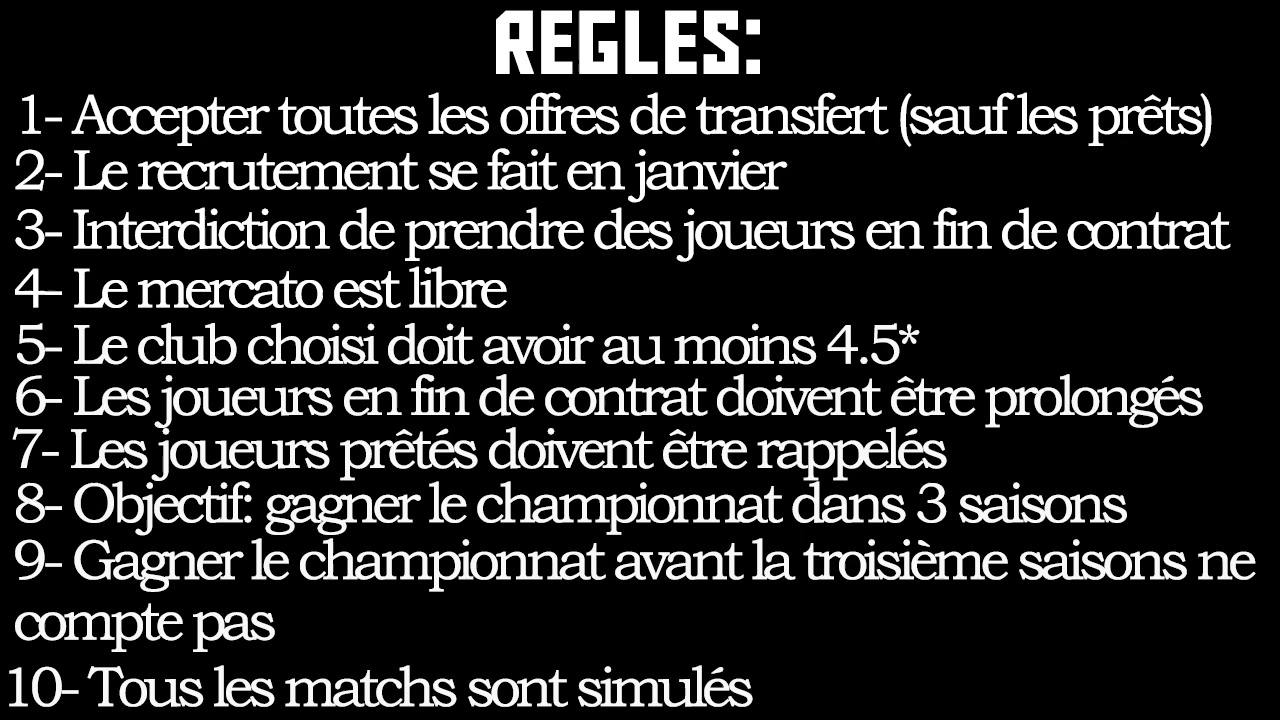 REGLES:
1- Accepter toutes les offres de transfert (sauf les prêts)
2- Le recrutement se fait en janvier
3- Interdiction de prendre des joueurs en fin de contrat
4- Le mercato est libre
5- Le club choisi doit avoir au moins 4.5*
6- Les joueurs en fin de contrat doivent être prolongés
7- Les joueurs prêtés doivent être rappelés
8- Objectif: gagner le championnat dans 3 saisons
9- Gagner le championnat avant la troisième saisons ne
compte pas
10- Tous les matchs sont simulés